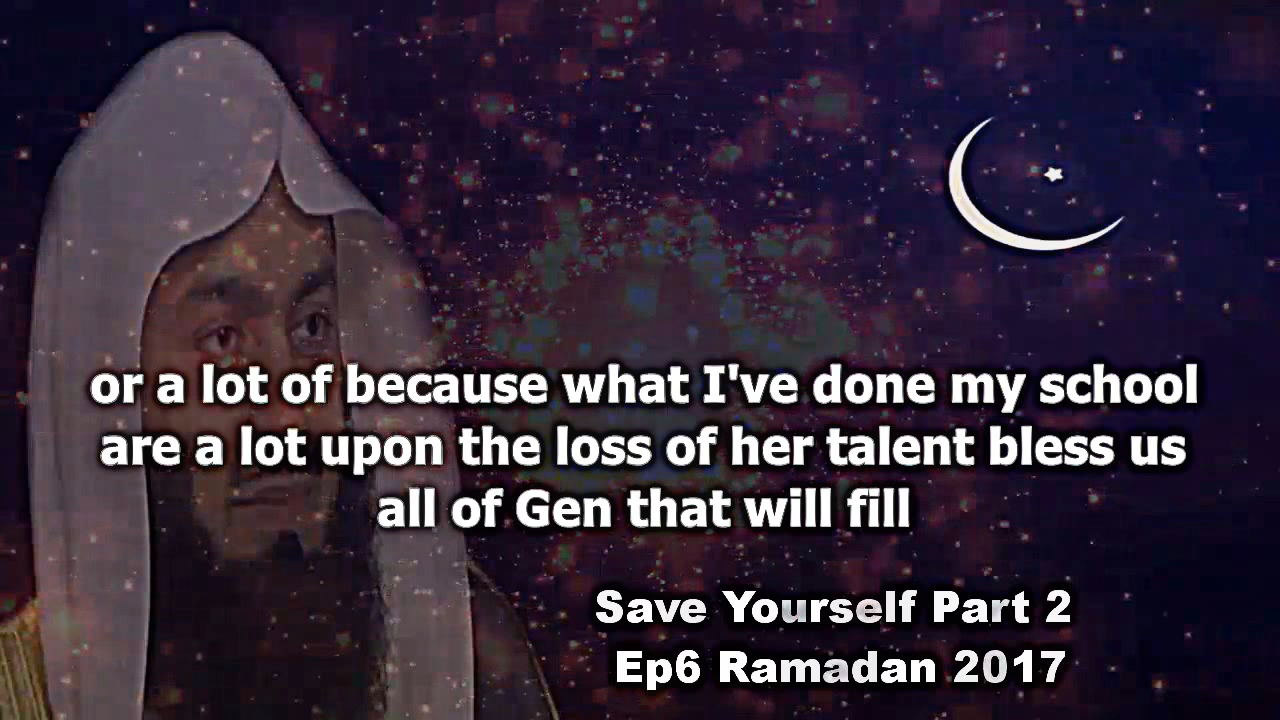 or a lot of because what I've done my school
are a lot upon the loss of her talent bless us
all of Gen that will fill
Save Yourself Part 2
Ep6 Ramadan 2017